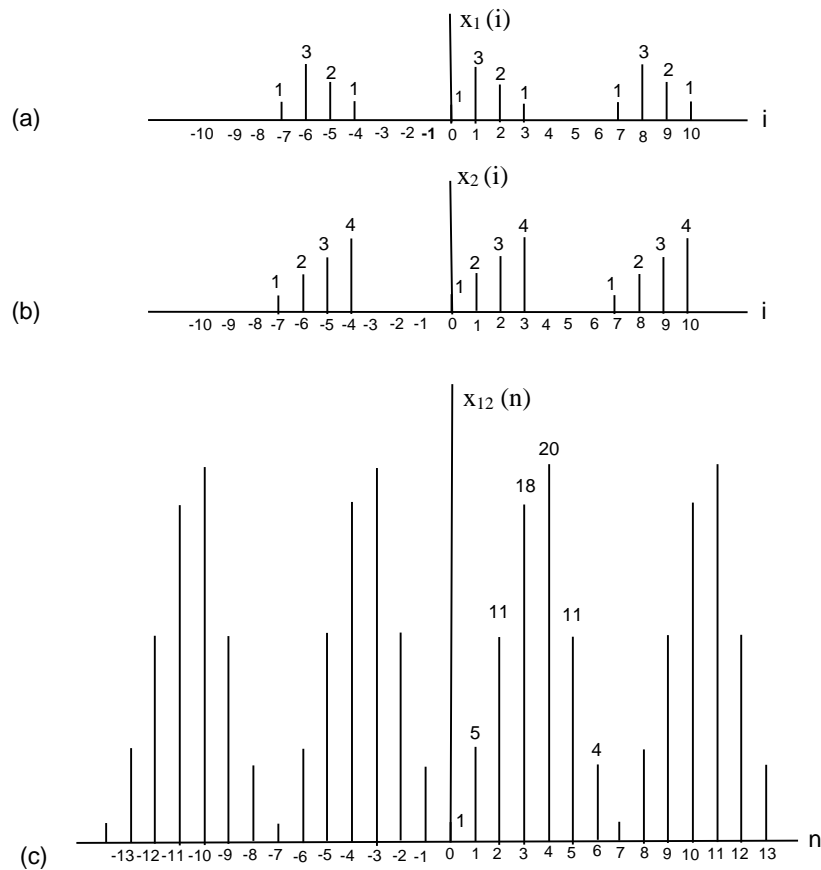 x₁ (i)
3 3 3
2 2 2
1 1 1 1 1 1
(a) i
-10 -9 -8 -7 -6 -5 -4 -3 -2 -1 0 1 2 3 4 5 6 7 8 9 10
x₂ (i)
4 4 4
3 3 3
2 2 2
1 1 1
(b) i
-10 -9 -8 -7 -6 -5 -4 -3 -2 -1 0 1 2 3 4 5 6 7 8 9 10
x₁₂ (n)
20
18
11 11
5 4
1
n
(c) -13 -12 -11 -10 -9 -8 -7 -6 -5 -4 -3 -2 -1 0 1 2 3 4 5 6 7 8 9 10 11 12 13